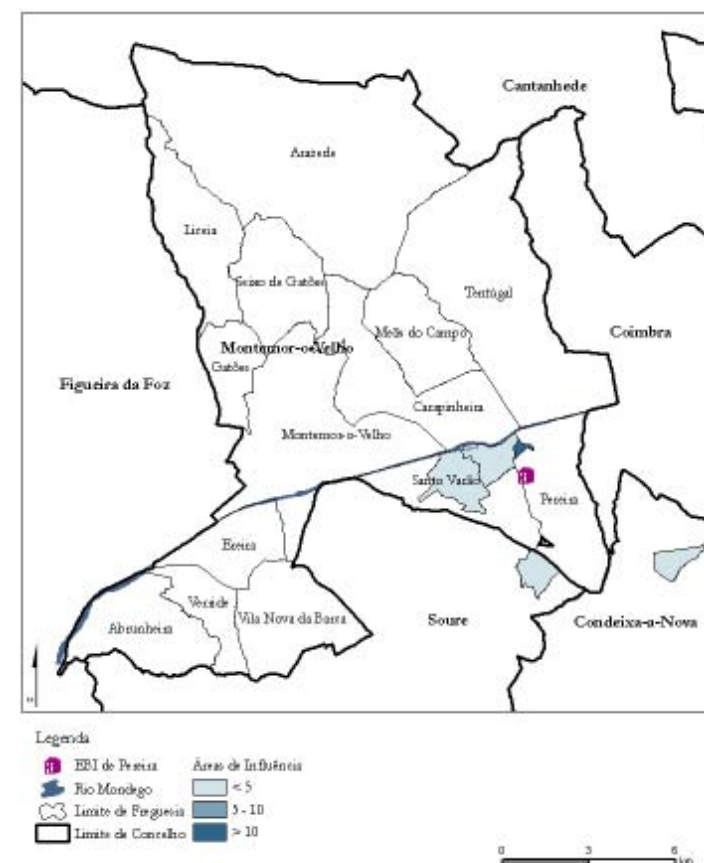 Cantanhede
Arazede
Liceia
Seixo de Gatões
Tentúgal
Coimbra
Meãs do Campo
Montemor-o-Velho
Gatões
Figueira da Foz
Carapinheira
Montemor-o-Velho
Santo Varão
Pereira
Ereira
Verride
Abrunheira
Vila Nova da Barca
Soure
Condeixa-a-Nova
Legenda
EBI de Pereira
Áreas de Influência
Rio Mondego
< 5
Limite de Freguesia
5 - 10
Limite de Concelho
> 10
0 3 6
km